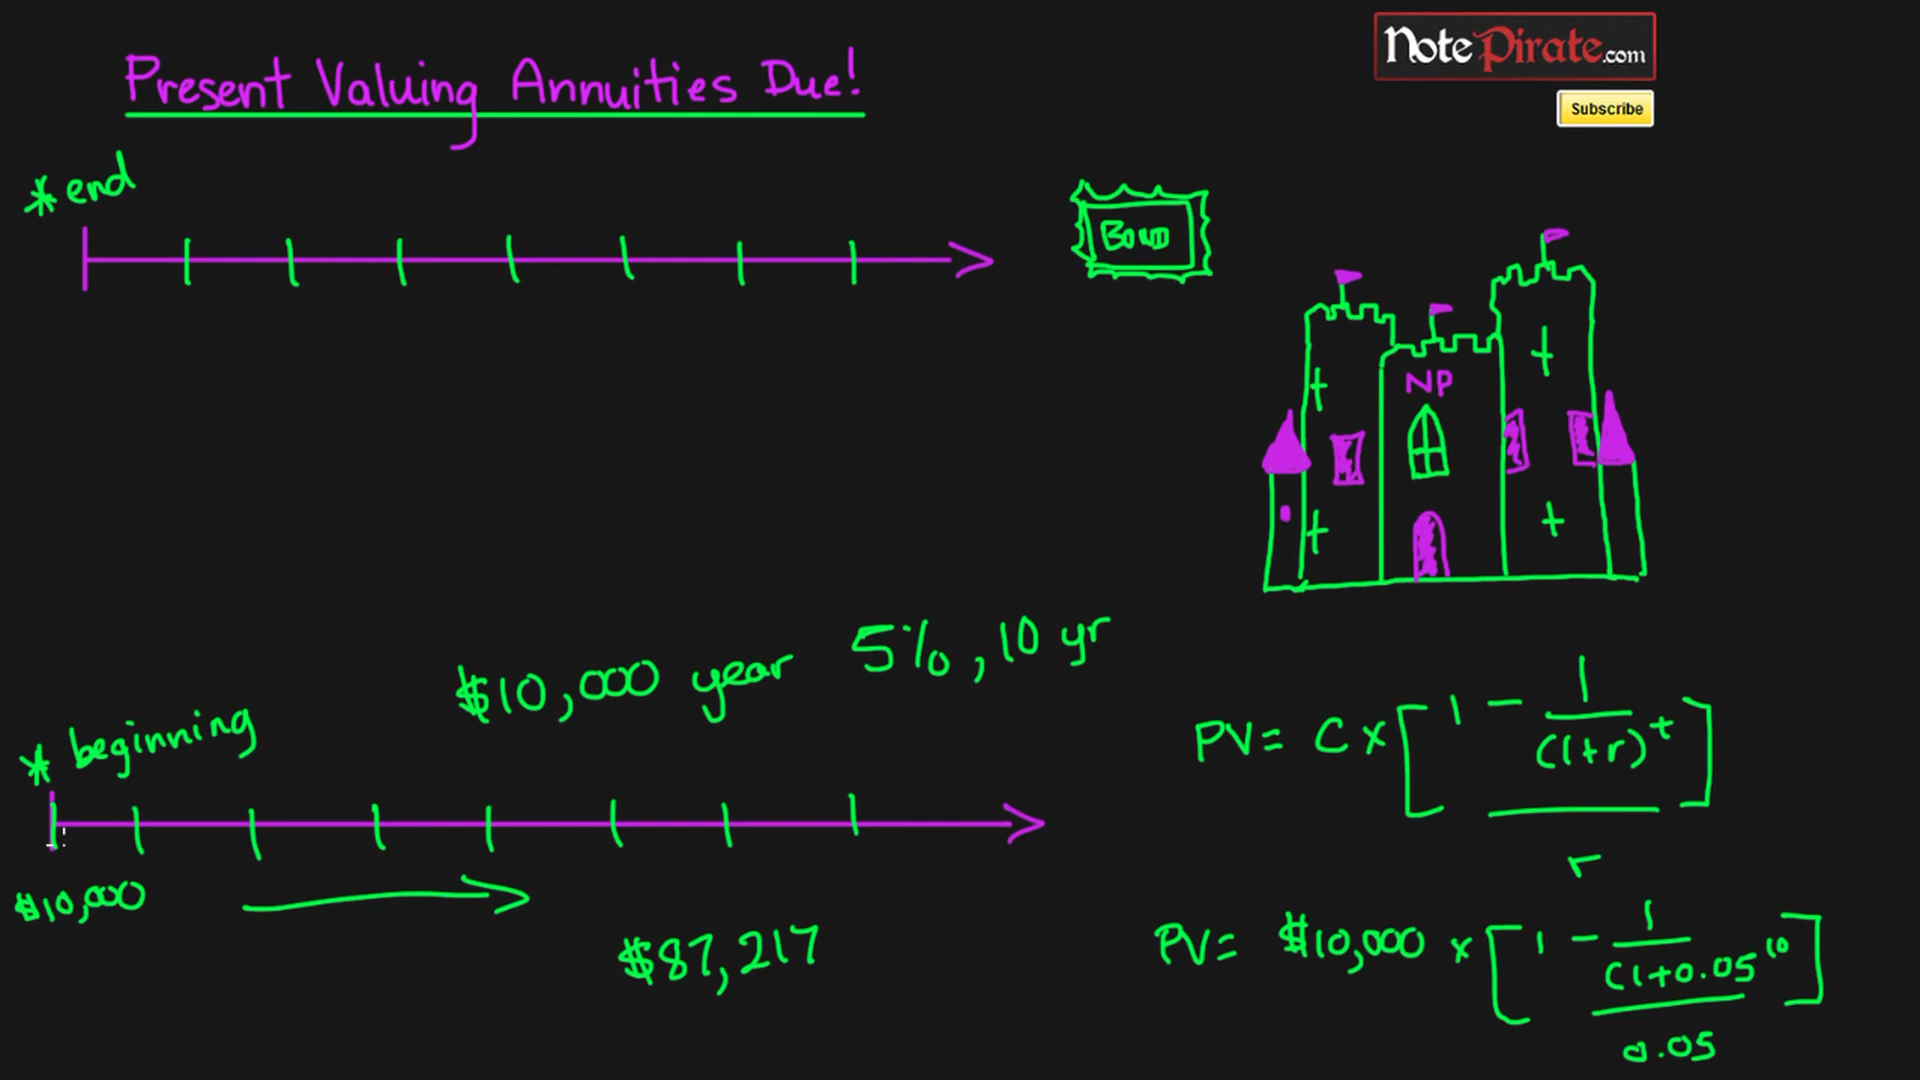 NotePirate.com
Subscribe
Present Valuing Annuities Due!
* end
NP
$10,000 year 5%, 10 yr
* beginning
$10,000
$87,217
PV = C x [1 - 1/(1+r)^t] / r
PV = $10,000 x [1 - 1/(1+0.05^10] / 0.05